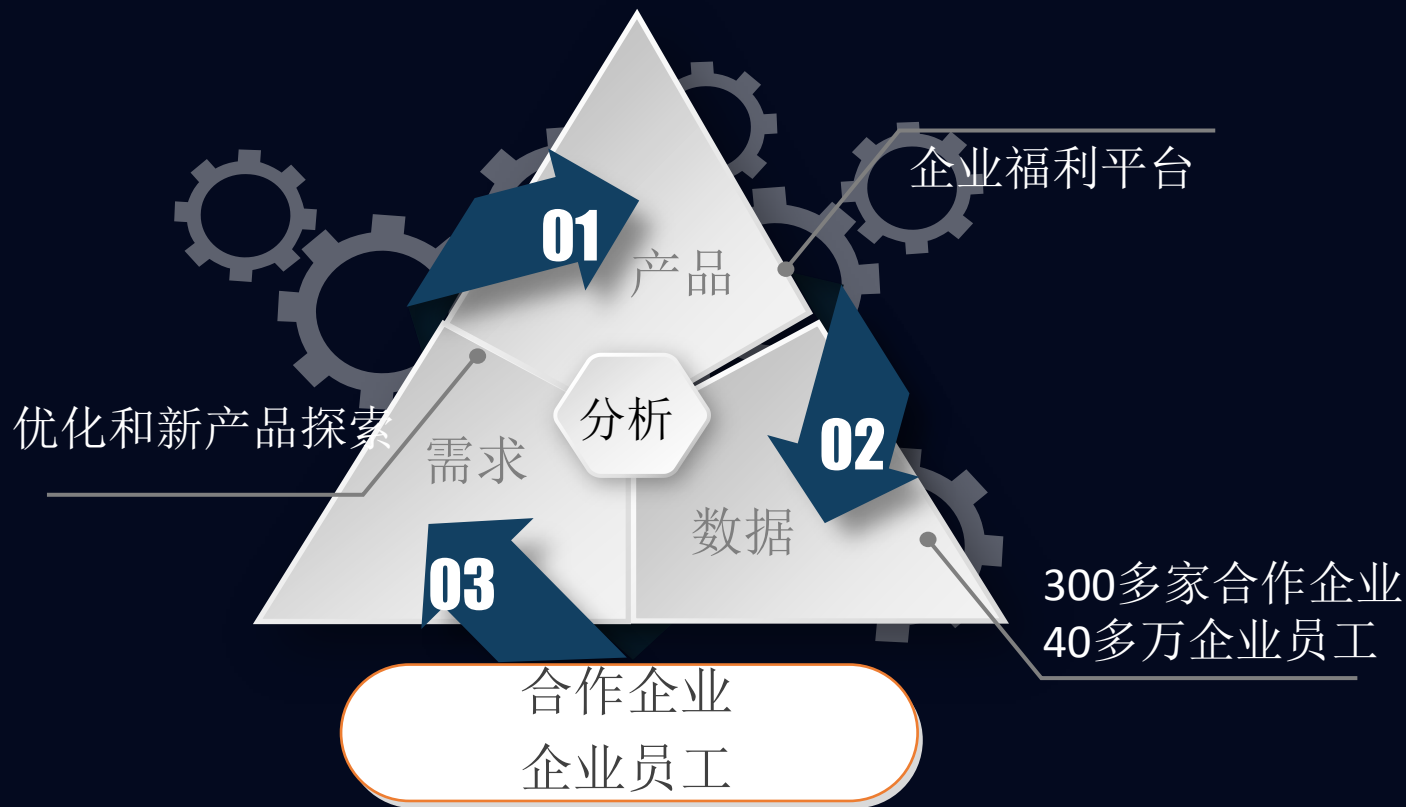 01
产品
企业福利平台
分析
优化和新产品探索
需求
02
数据
03
300多家合作企业
40多万企业员工
合作企业
企业员工